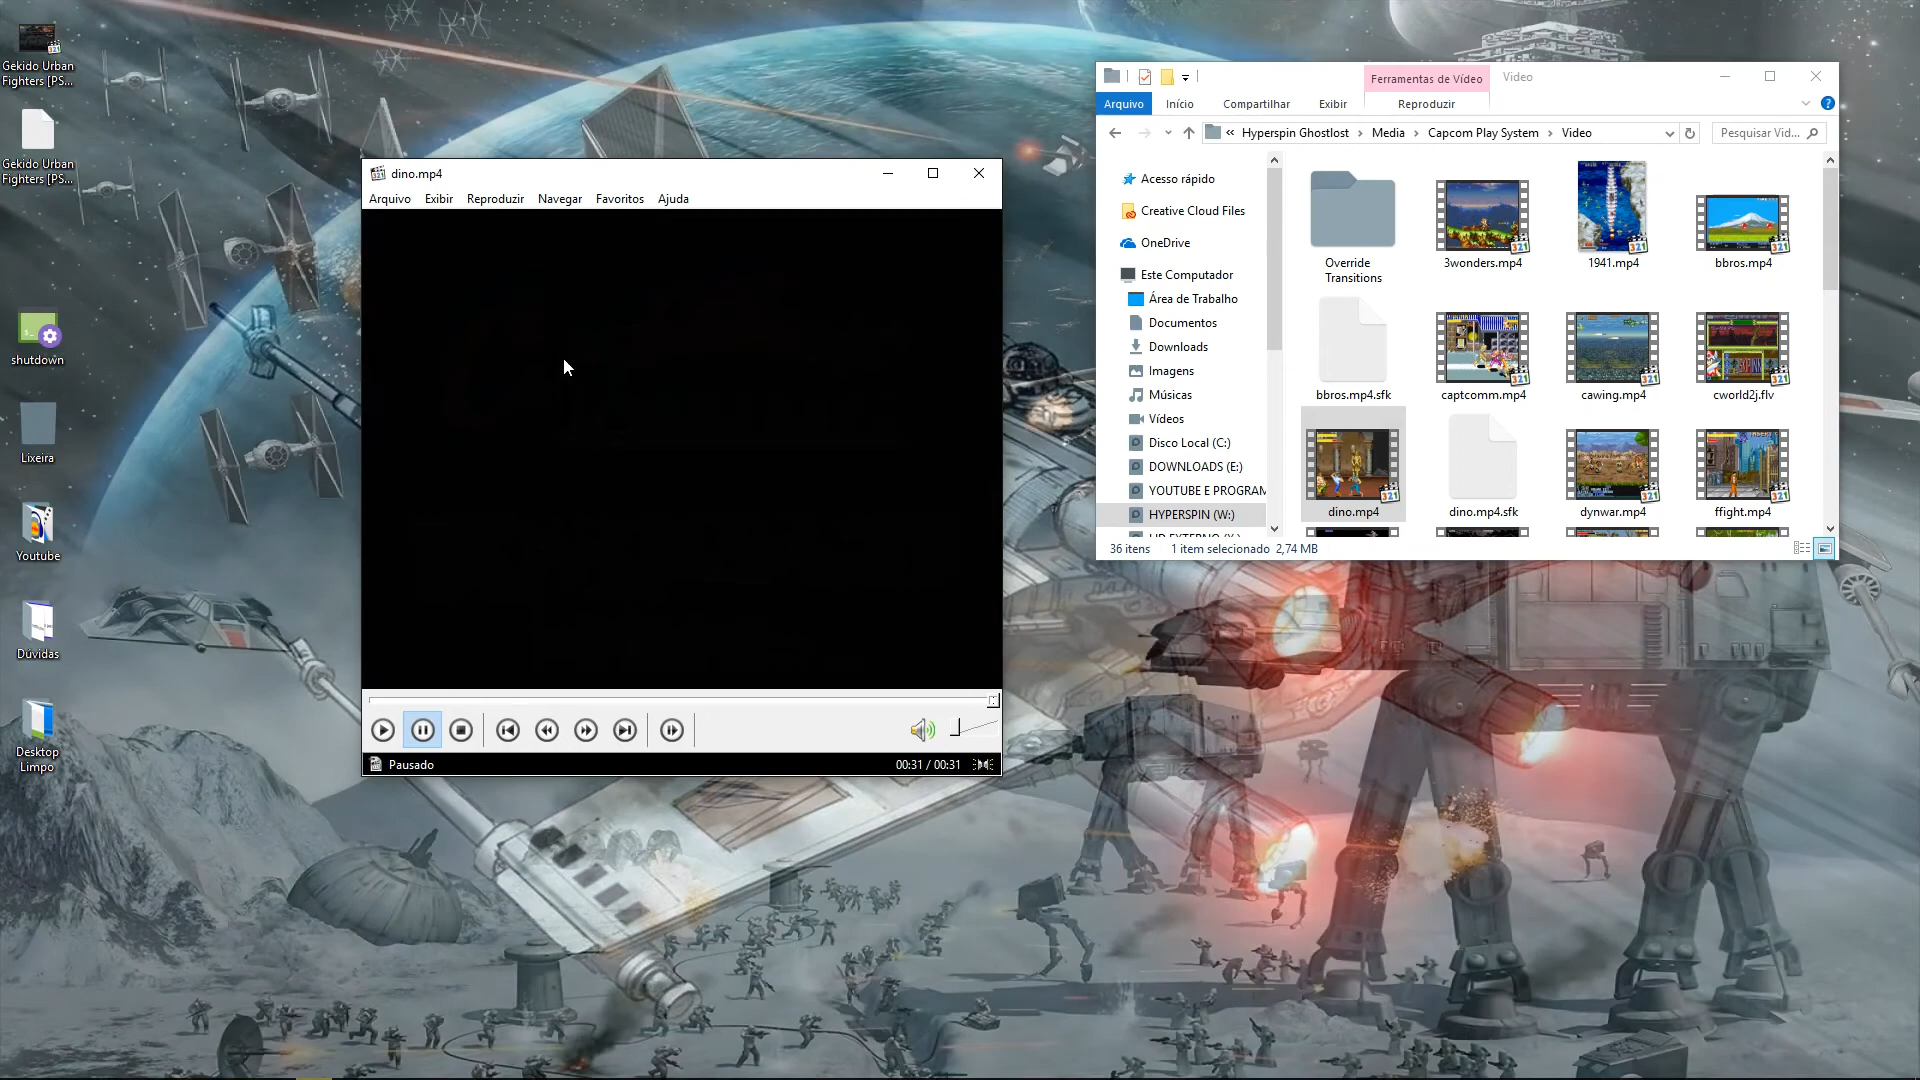 Gekido Urban
Fighters [PS...
Gekido Urban
Fighters [PS...
shutdown
Lixeira
Youtube
Dúvidas
Desktop
Limpo
dino.mp4
Arquivo Exibir Reproduzir Navegar Favoritos Ajuda
Pausado 00:31 / 00:31
Ferramentas de Vídeo Video
Arquivo Início Compartilhar Exibir Reproduzir
« Hyperspin Ghostlost › Media › Capcom Play System › Video Pesquisar Vid...
Acesso rápido
Creative Cloud Files
OneDrive
Este Computador
Área de Trabalho
Documentos
Downloads
Imagens
Músicas
Vídeos
Disco Local (C:)
DOWNLOADS (E:)
YOUTUBE E PROGRAM
HYPERSPIN (W:)
Override
Transitions
3wonders.mp4
1941.mp4
bbros.mp4
bbros.mp4.sfk
captcomm.mp4
cawing.mp4
cworld2j.flv
dino.mp4
dino.mp4.sfk
dynwar.mp4
ffight.mp4
36 itens 1 item selecionado 2,74 MB